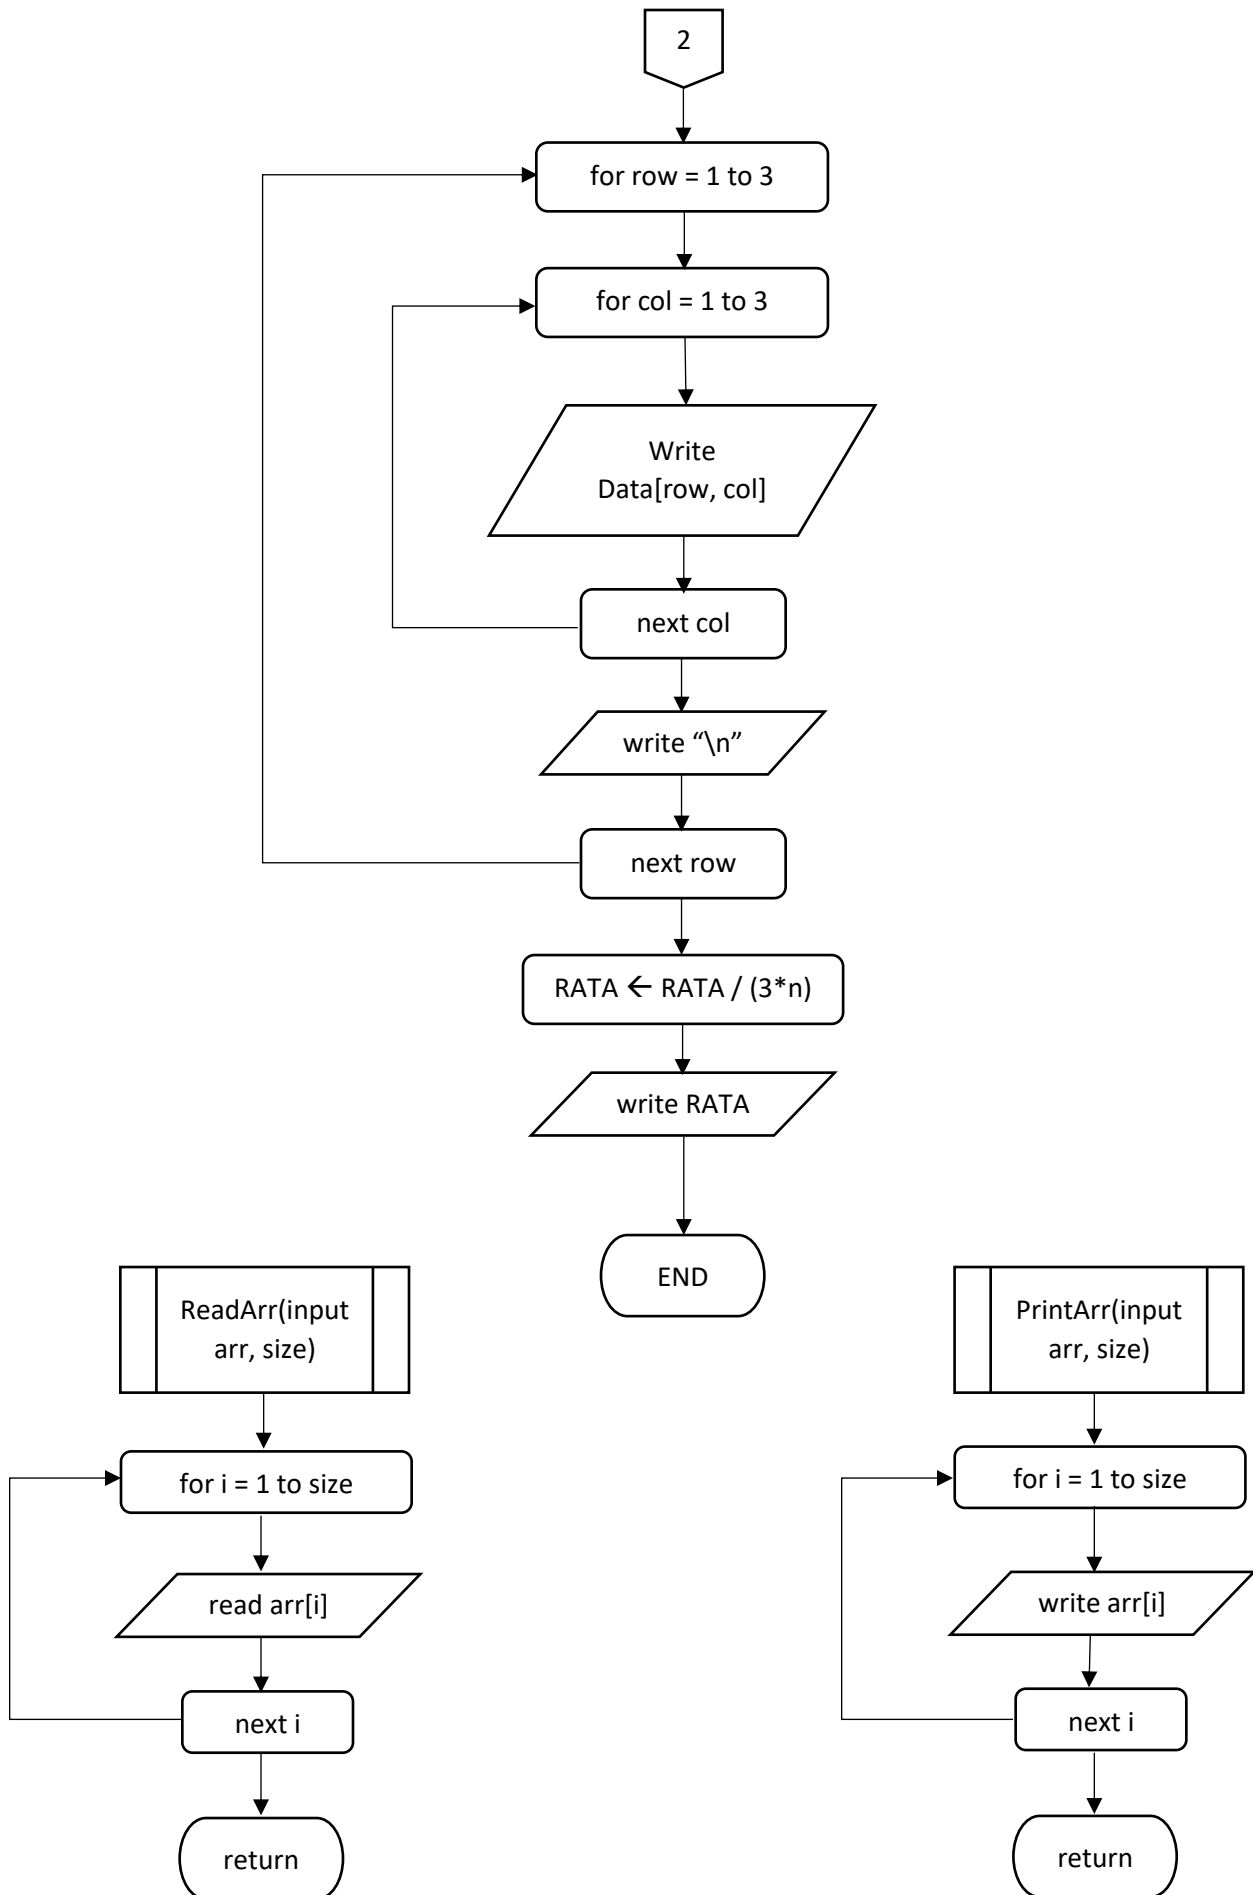 2
for row = 1 to 3
for col = 1 to 3
Write
Data[row, col]
next col
write “\n”
next row
RATA ← RATA / (3*n)
write RATA
END
ReadArr(input
arr, size)
for i = 1 to size
read arr[i]
next i
return
PrintArr(input
arr, size)
for i = 1 to size
write arr[i]
next i
return